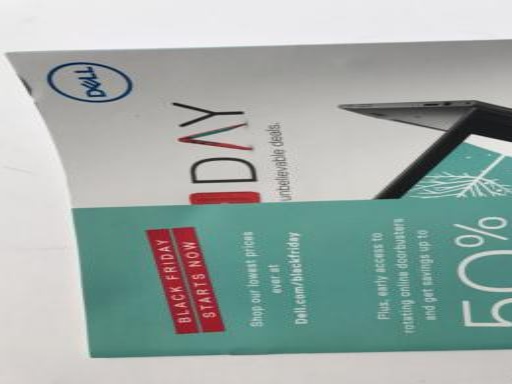 DELL
DAY
unbelievable deals.
BLACK FRIDAY
STARTS NOW
Shop our lowest prices
ever at
Dell.com/blackfriday
Plus, early access to
rotating online doorbusters
and get savings up to
50%